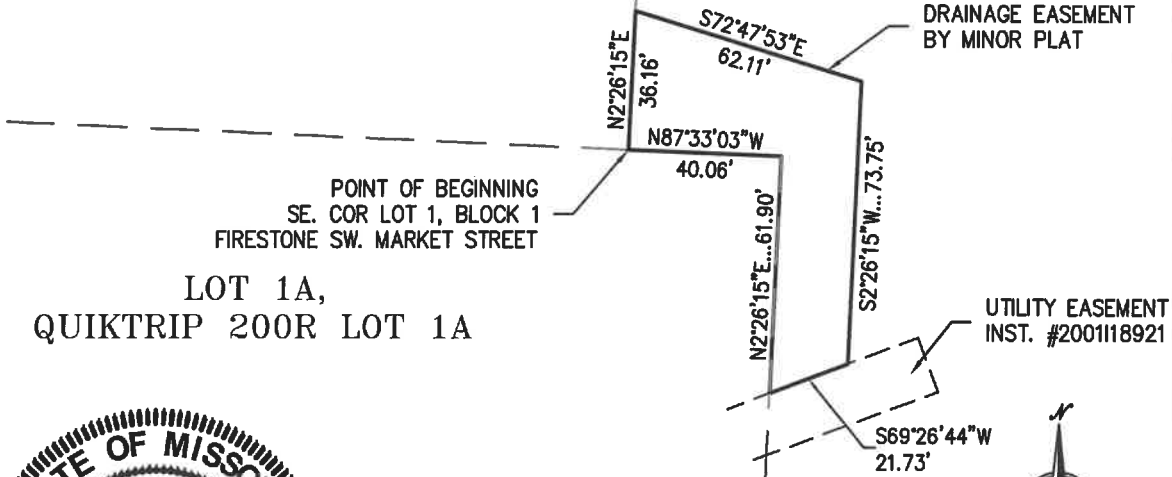 DRAINAGE EASEMENT
BY MINOR PLAT
S72°47'53"E
62.11'
N2°26'15"E
36.16'
N87°33'03"W
40.06'
POINT OF BEGINNING
SE. COR LOT 1, BLOCK 1
FIRESTONE SW. MARKET STREET
N2°26'15"E...61.90'
S2°26'15"W...73.75'
LOT 1A,
QUIKTRIP 200R LOT 1A
UTILITY EASEMENT
INST. #2001I18921
S69°26'44"W
21.73'
N
TE OF MISSO